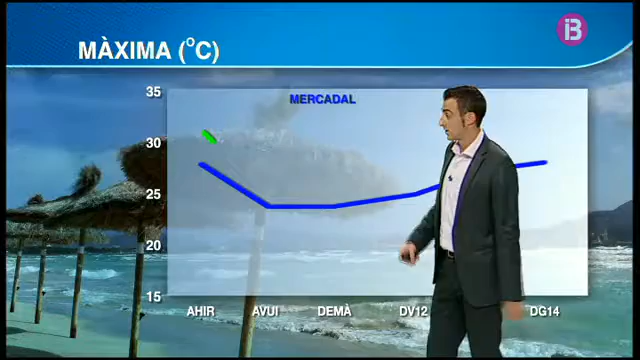 MÀXIMA (°C)
iB
MERCADAL
35
30
25
20
15
AHIR AVUI DEMÀ DV12 DG14